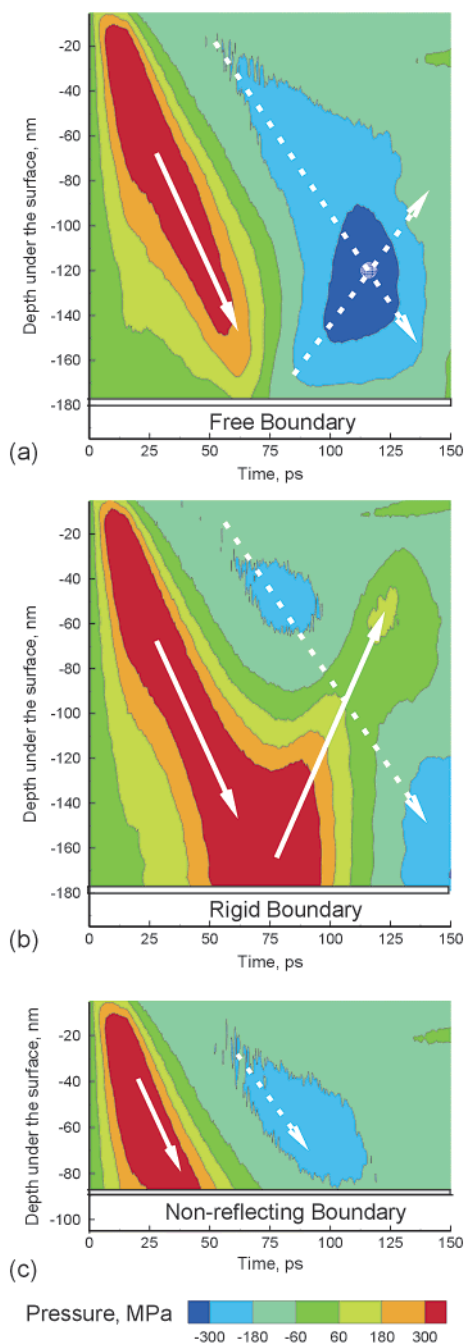 -20
-40
-60
-80
-100
-120
-140
-160
-180
Depth under the surface, nm
Free Boundary
(a)
0 25 50 75 100 125 150
Time, ps
-20
-40
-60
-80
-100
-120
-140
-160
-180
Depth under the surface, nm
Rigid Boundary
(b)
0 25 50 75 100 125 150
Time, ps
-20
-40
-60
-80
-100
Depth under the surface, nm
Non-reflecting Boundary
(c)
0 25 50 75 100 125 150
Time, ps
Pressure, MPa
-300 -180 -60 60 180 300